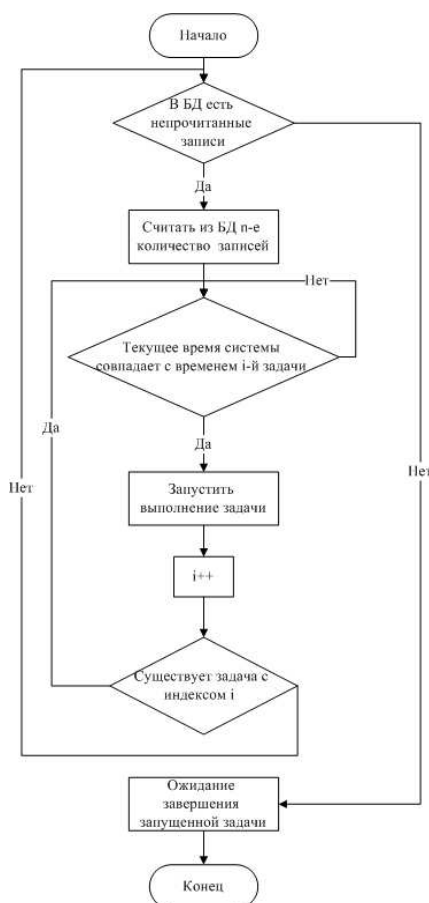 Начало
В БД есть
непрочитанные
записи
Да
Считать из БД n-е
количество записей
Нет
Текущее время системы
совпадает с временем i-й задачи
Да
Да
Нет
Нет
Запустить
выполнение задачи
i++
Существует задача с
индексом i
Ожидание
завершения
запущенной задачи
Конец